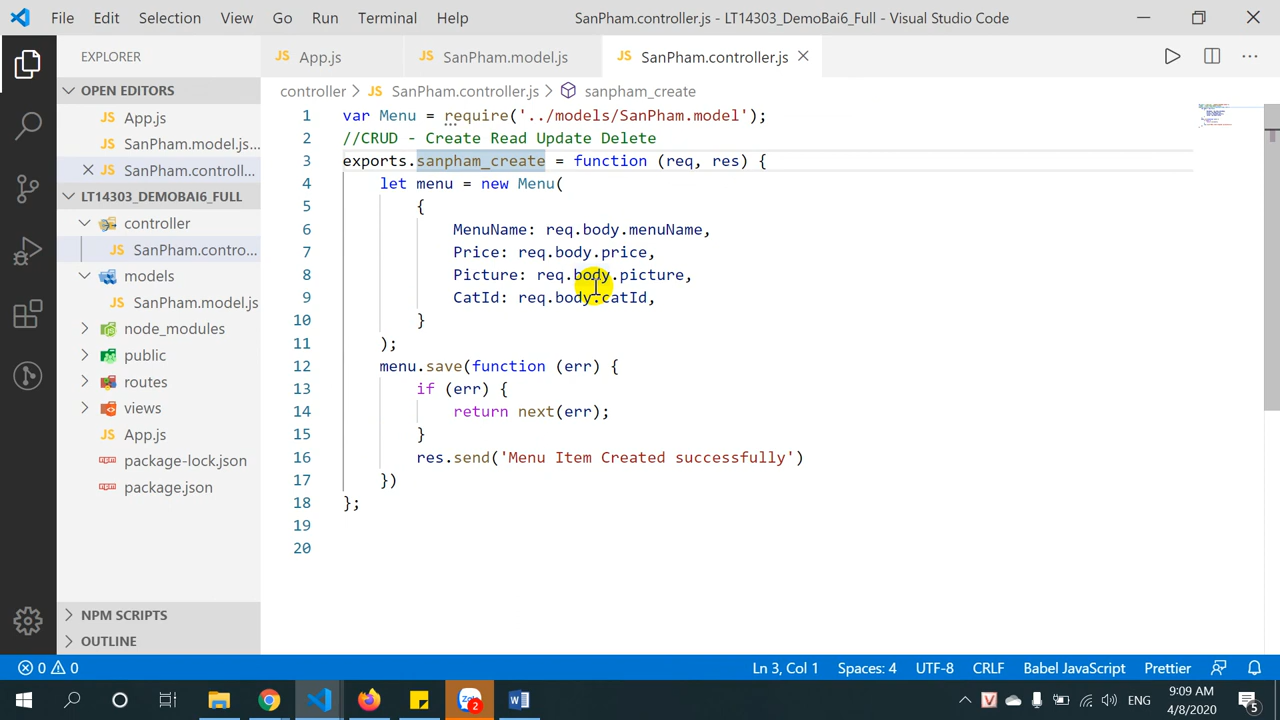 File Edit Selection View Go Run Terminal Help SanPham.controller.js - LT14303_DemoBai6_Full - Visual Studio Code
EXPLORER
JS App.js JS SanPham.model.js JS SanPham.controller.js
OPEN EDITORS
JS App.js
JS SanPham.model.js...
JS SanPham.controll...
LT14303_DEMOBAI6_FULL
controller
JS SanPham.contro...
models
JS SanPham.model.js
node_modules
public
routes
views
JS App.js
package-lock.json
package.json
NPM SCRIPTS
OUTLINE
controller > JS SanPham.controller.js > sanpham_create
1 var Menu = require('../models/SanPham.model');
2 //CRUD - Create Read Update Delete
3 exports.sanpham_create = function (req, res) {
4 let menu = new Menu(
5 {
6 MenuName: req.body.menuName,
7 Price: req.body.price,
8 Picture: req.body.picture,
9 CatId: req.body.catId,
10 }
11 );
12 menu.save(function (err) {
13 if (err) {
14 return next(err);
15 }
16 res.send('Menu Item Created successfully')
17 })
18 };
19
20
0 0 Ln 3, Col 1 Spaces: 4 UTF-8 CRLF Babel JavaScript Prettier
2 W V ENG 9:09 AM
4/8/2020 5